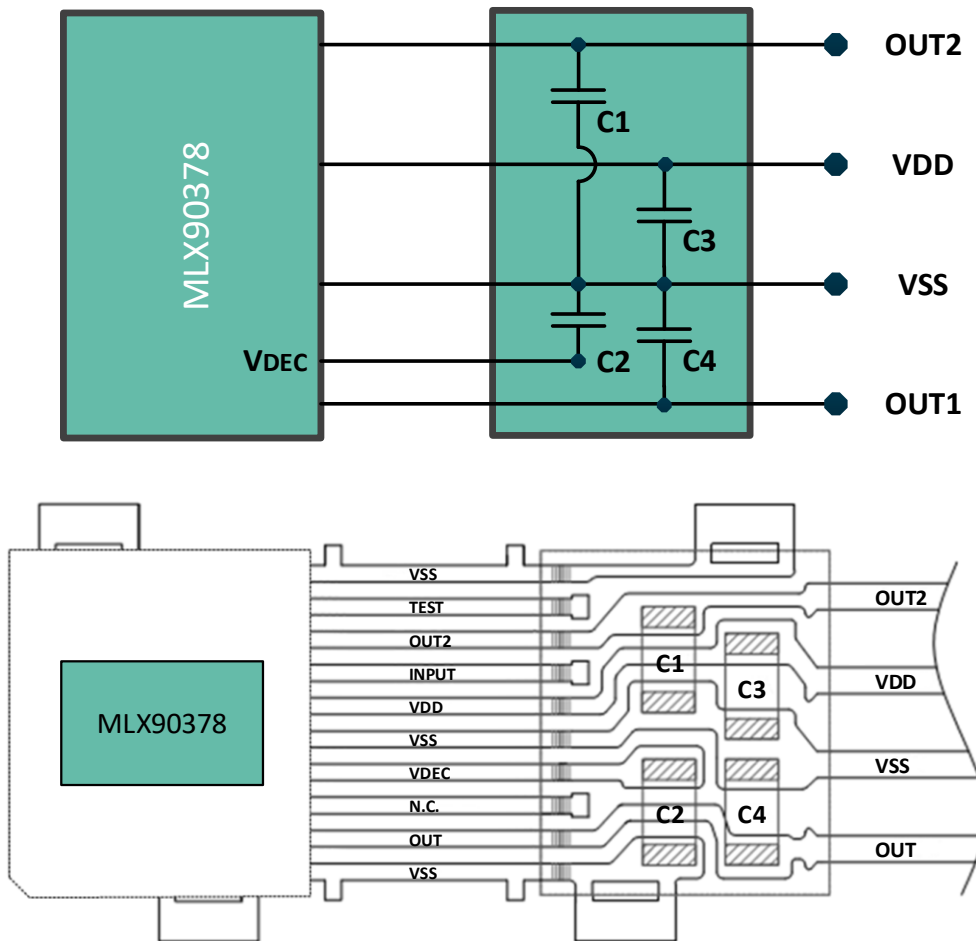 OUT2
C1
MLX90378
VDD
C3
VSS
VDEC
C2
C4
OUT1
VSS
TEST
OUT2
OUT2
INPUT
C1
C3
VDD
MLX90378
VDD
VSS
VSS
VDEC
N.C.
C2
C4
OUT
OUT
VSS